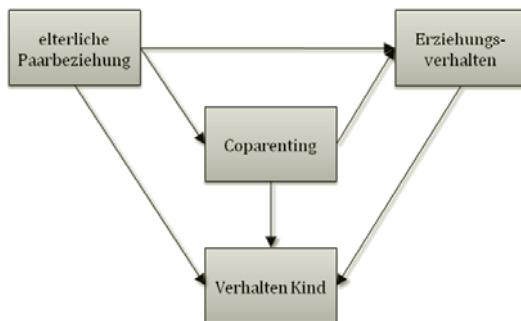 elterliche
Paarbeziehung
Erziehungs-
verhalten
Coparenting
Verhalten Kind